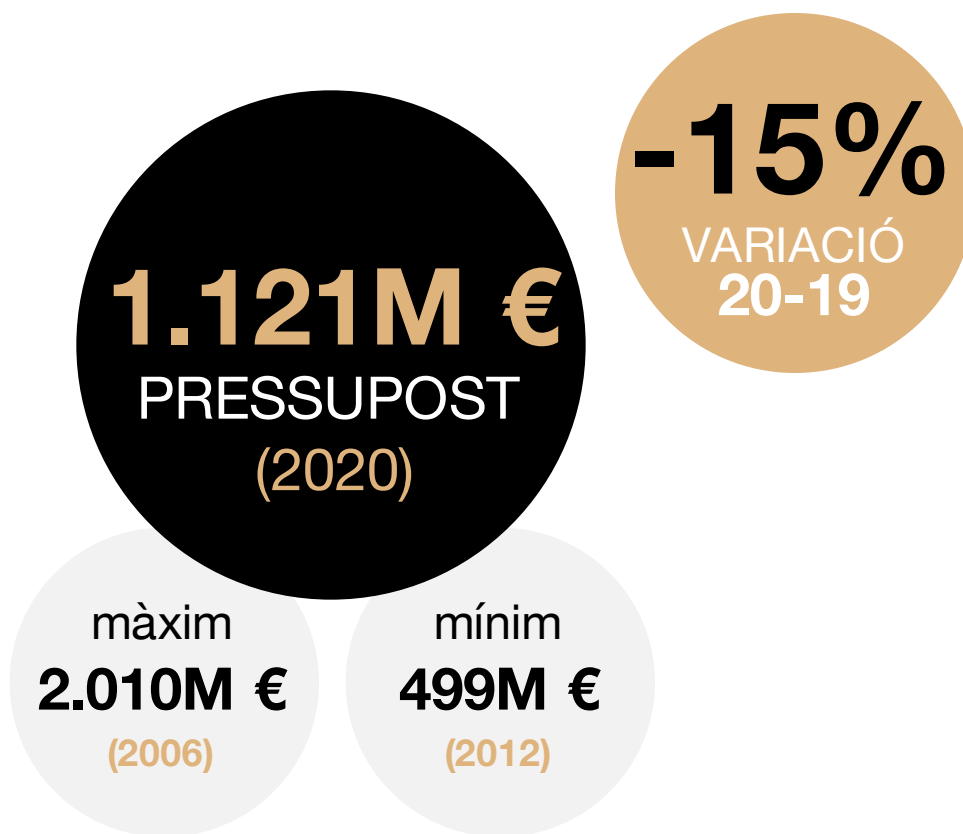 -15%
VARIACIÓ
20-19
1.121M €
PRESSUPOST
(2020)
màxim
2.010M €
(2006)
mínim
499M €
(2012)